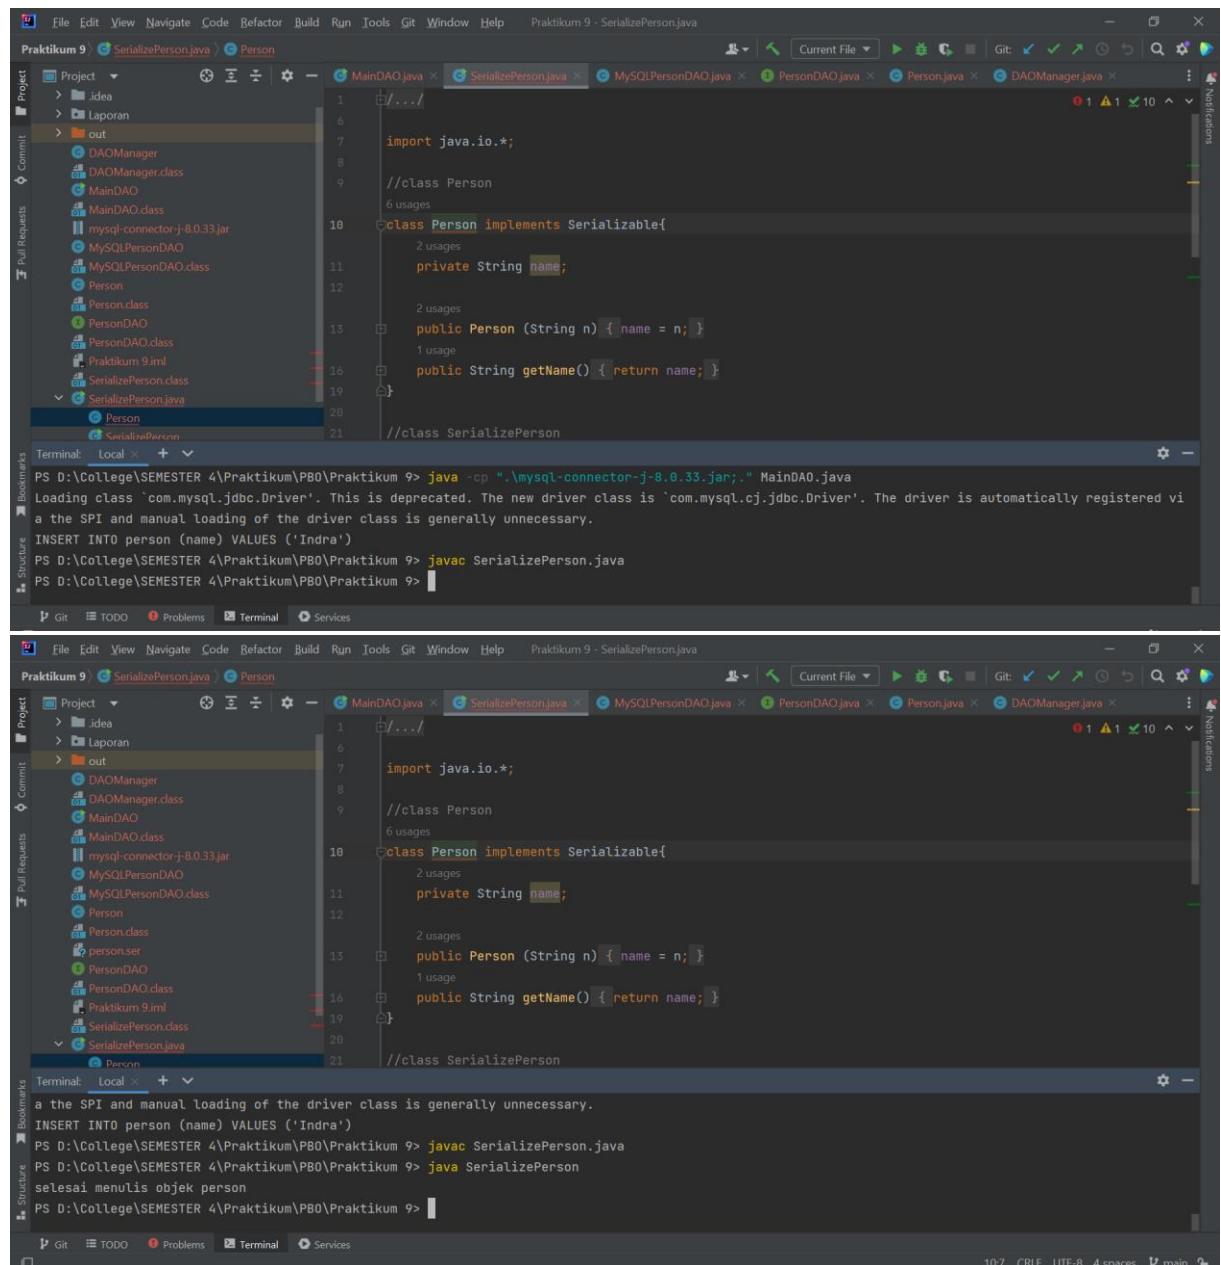 File Edit View Navigate Code Refactor Build Run Tools Git Window Help Praktikum 9 - SerializePerson.java
Praktikum 9 SerializePerson.java Person Current File Git:
Project MainDAO.java SerializePerson.java MySQLPersonDAO.java PersonDAO.java Person.java DAOManager.java
Project
Commit
Pull Requests
Bookmarks
Structure
Notifications
.idea
Laporan
out
DAOManager
DAOManager.class
MainDAO
MainDAO.class
mysql-connector-j-8.0.33.jar
MySQLPersonDAO
MySQLPersonDAO.class
Person
Person.class
PersonDAO
PersonDAO.class
Praktikum 9.iml
SerializePerson.class
SerializePerson.java
Person
SerializePerson
1 /.../
1 1 10
6
7 import java.io.*;
8
9 //class Person
6 usages
10 class Person implements Serializable{
2 usages
11 private String name;
12
2 usages
13 public Person (String n) { name = n; }
1 usage
16 public String getName() { return name; }
19 }
20
21 //class SerializePerson
Terminal: Local
PS D:\College\SEMESTER 4\Praktikum\PBO\Praktikum 9> java -cp ".\mysql-connector-j-8.0.33.jar;." MainDAO.java
Loading class `com.mysql.jdbc.Driver'. This is deprecated. The new driver class is `com.mysql.cj.jdbc.Driver'. The driver is automatically registered vi
a the SPI and manual loading of the driver class is generally unnecessary.
INSERT INTO person (name) VALUES ('Indra')
PS D:\College\SEMESTER 4\Praktikum\PBO\Praktikum 9> javac SerializePerson.java
PS D:\College\SEMESTER 4\Praktikum\PBO\Praktikum 9>
Git TODO Problems Terminal Services
File Edit View Navigate Code Refactor Build Run Tools Git Window Help Praktikum 9 - SerializePerson.java
Praktikum 9 SerializePerson.java Person Current File Git:
Project MainDAO.java SerializePerson.java MySQLPersonDAO.java PersonDAO.java Person.java DAOManager.java
Project
Commit
Pull Requests
Bookmarks
Structure
Notifications
.idea
Laporan
out
DAOManager
DAOManager.class
MainDAO
MainDAO.class
mysql-connector-j-8.0.33.jar
MySQLPersonDAO
MySQLPersonDAO.class
Person
Person.class
person.ser
PersonDAO
PersonDAO.class
Praktikum 9.iml
SerializePerson.class
SerializePerson.java
Person
1 /.../
1 1 10
6
7 import java.io.*;
8
9 //class Person
6 usages
10 class Person implements Serializable{
2 usages
11 private String name;
12
2 usages
13 public Person (String n) { name = n; }
1 usage
16 public String getName() { return name; }
19 }
20
21 //class SerializePerson
Terminal: Local
a the SPI and manual loading of the driver class is generally unnecessary.
INSERT INTO person (name) VALUES ('Indra')
PS D:\College\SEMESTER 4\Praktikum\PBO\Praktikum 9> javac SerializePerson.java
PS D:\College\SEMESTER 4\Praktikum\PBO\Praktikum 9> java SerializePerson
selesai menulis objek person
PS D:\College\SEMESTER 4\Praktikum\PBO\Praktikum 9>
Git TODO Problems Terminal Services
10:7 CRLF UTF-8 4 spaces main